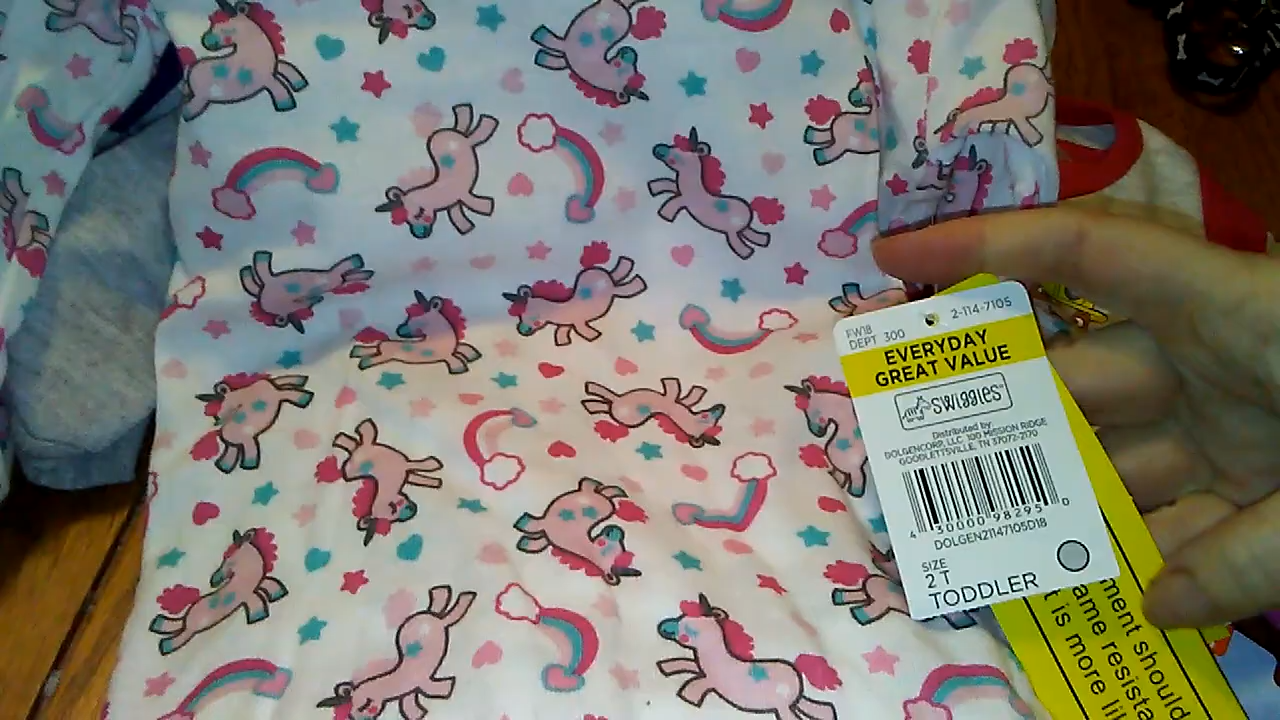 FW18 2-114-7105
DEPT 300
EVERYDAY
GREAT VALUE
SWIGGLES
Distributed by
DOLGENCORP, LLC 100 MISSION RIDGE
GOODLETTSVILLE, TN 37072-2170
4 30000 98295 0
DOLGEN21147105D18
SIZE
2 T
TODDLER
ment should
ame resista
t is more li